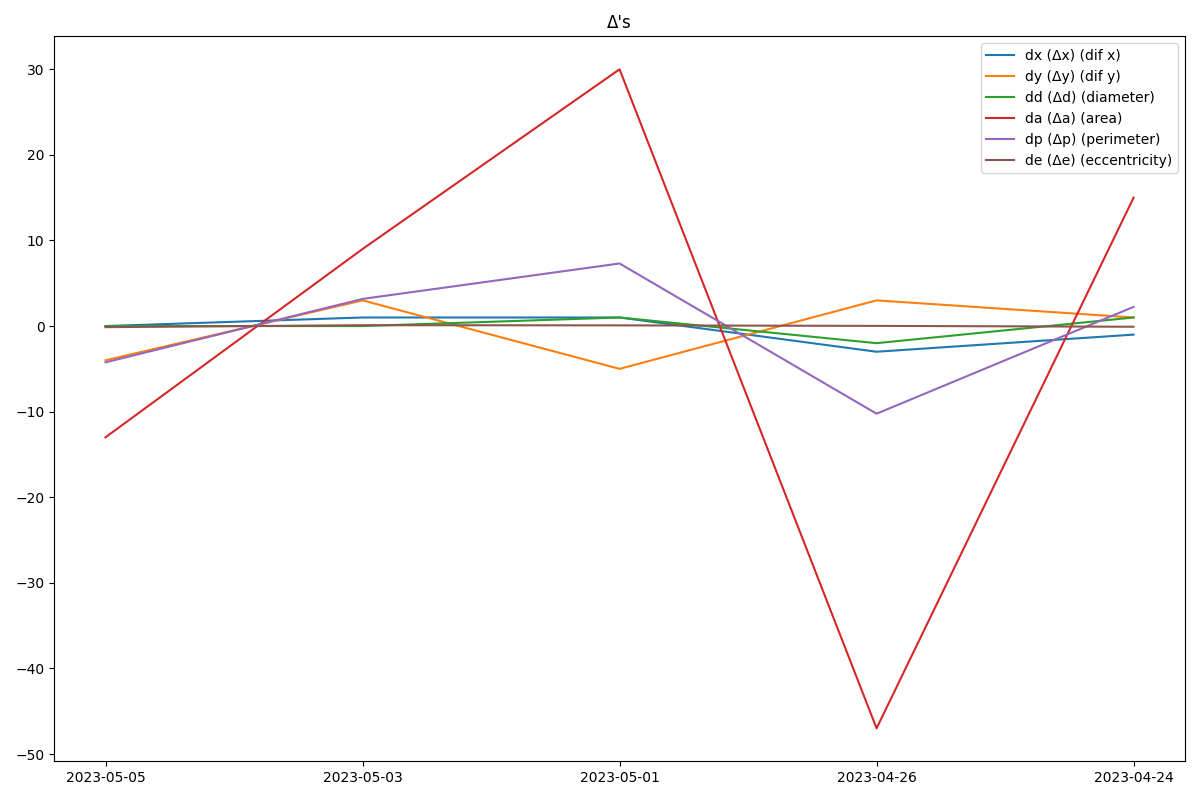 Δ's
dx (Δx) (dif x)
dy (Δy) (dif y)
dd (Δd) (diameter)
da (Δa) (area)
dp (Δp) (perimeter)
de (Δe) (eccentricity)
30
20
10
0
−10
−20
−30
−40
−50
2023-05-05 2023-05-03 2023-05-01 2023-04-26 2023-04-24